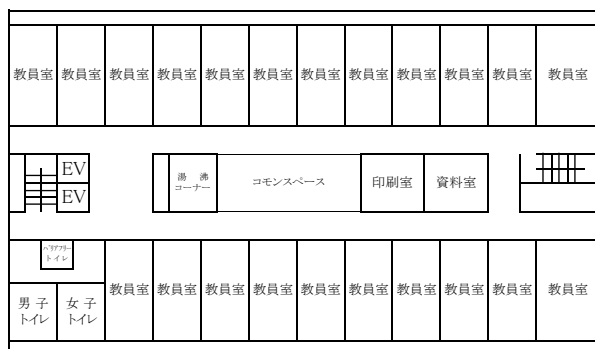 教員室 教員室 教員室 教員室 教員室 教員室 教員室 教員室 教員室 教員室 教員室 教員室
EV
EV
湯 沸
コーナー
コモンスペース
印刷室
資料室
バリアフリー
トイレ
男 子
トイレ
女 子
トイレ
教員室 教員室 教員室 教員室 教員室 教員室 教員室 教員室 教員室 教員室